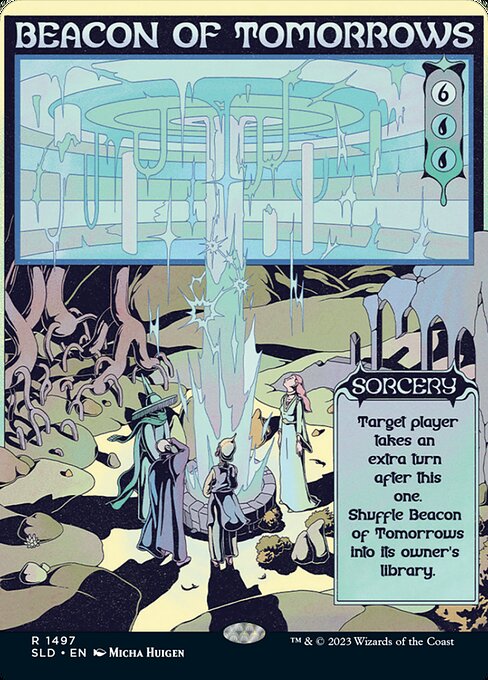 BEACON OF TOMORROWS
6
SORCERY
Target player
takes an
extra turn
after this
one.
Shuffle Beacon
of Tomorrows
into its owner's
library.
R 1497
SLD • EN Micha Huigen
™ & © 2023 Wizards of the Coast